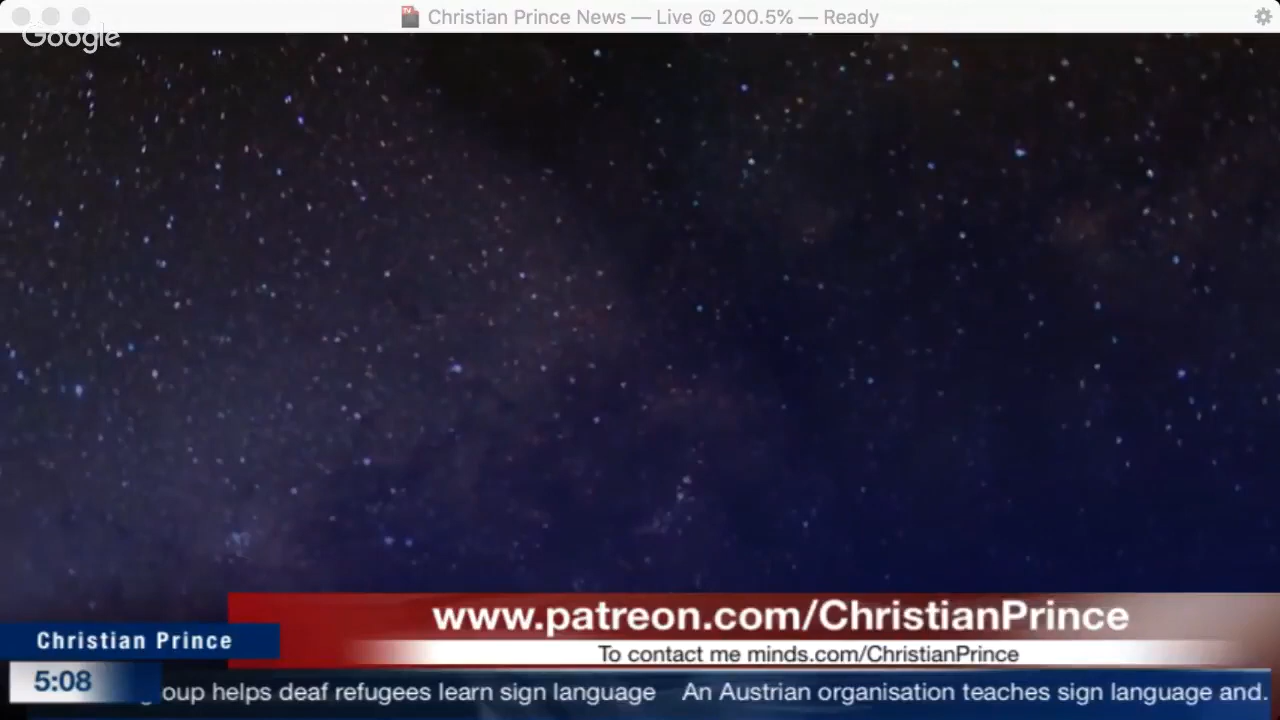 Christian Prince News — Live @ 200.5% — Ready
Google
www.patreon.com/ChristianPrince
Christian Prince
To contact me minds.com/ChristianPrince
5:08
oup helps deaf refugees learn sign language An Austrian organisation teaches sign language and.